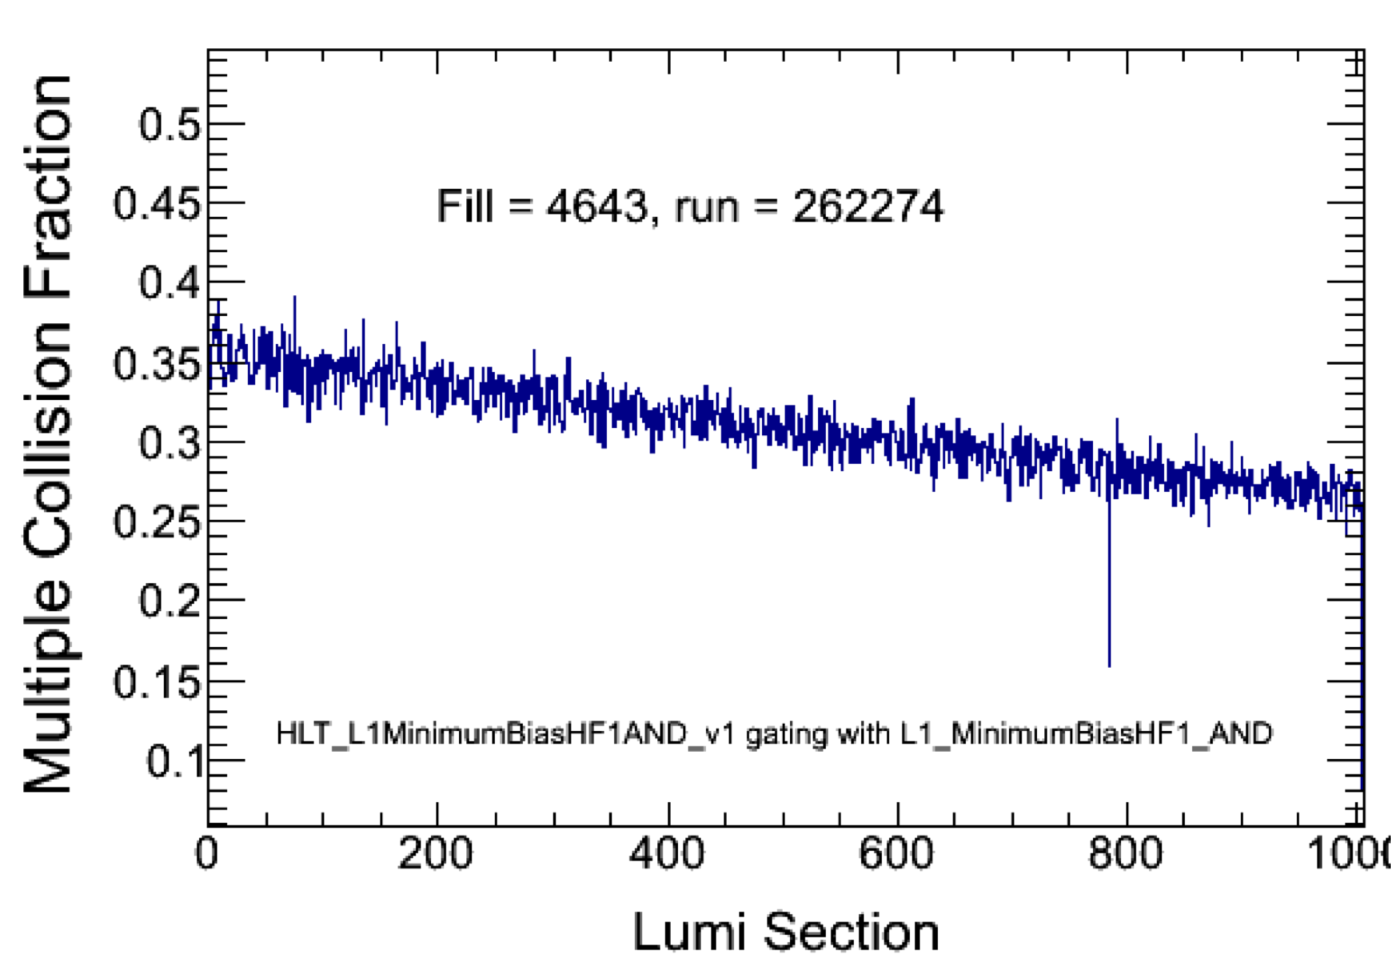 Multiple Collision Fraction
0.5
0.45
0.4
0.35
0.3
0.25
0.2
0.15
0.1
Fill = 4643, run = 262274
HLT_L1MinimumBiasHF1AND_v1 gating with L1_MinimumBiasHF1_AND
0 200 400 600 800 1000
Lumi Section